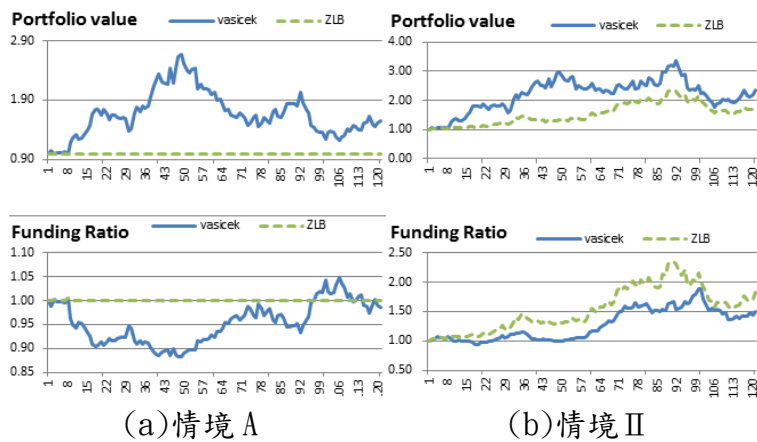 Portfolio value
vasicek ZLB
2.90
1.90
0.90
1 8 15 22 29 36 43 50 57 64 71 78 85 92 99 106 113 120
Portfolio value
vasicek ZLB
4.00
3.00
2.00
1.00
0.00
1 8 15 22 29 36 43 50 57 64 71 78 85 92 99 106 113 120
Funding Ratio
vasicek ZLB
1.10
1.05
1.00
0.95
0.90
0.85
1 8 15 22 29 36 43 50 57 64 71 78 85 92 99 .06 113 .20
Funding Ratio
vasicek ZLB
2.50
2.00
1.50
1.00
0.50
1 8 15 22 29 36 43 50 57 64 71 78 85 92 99 106 113 120
(a)情境 A
(b)情境Ⅱ